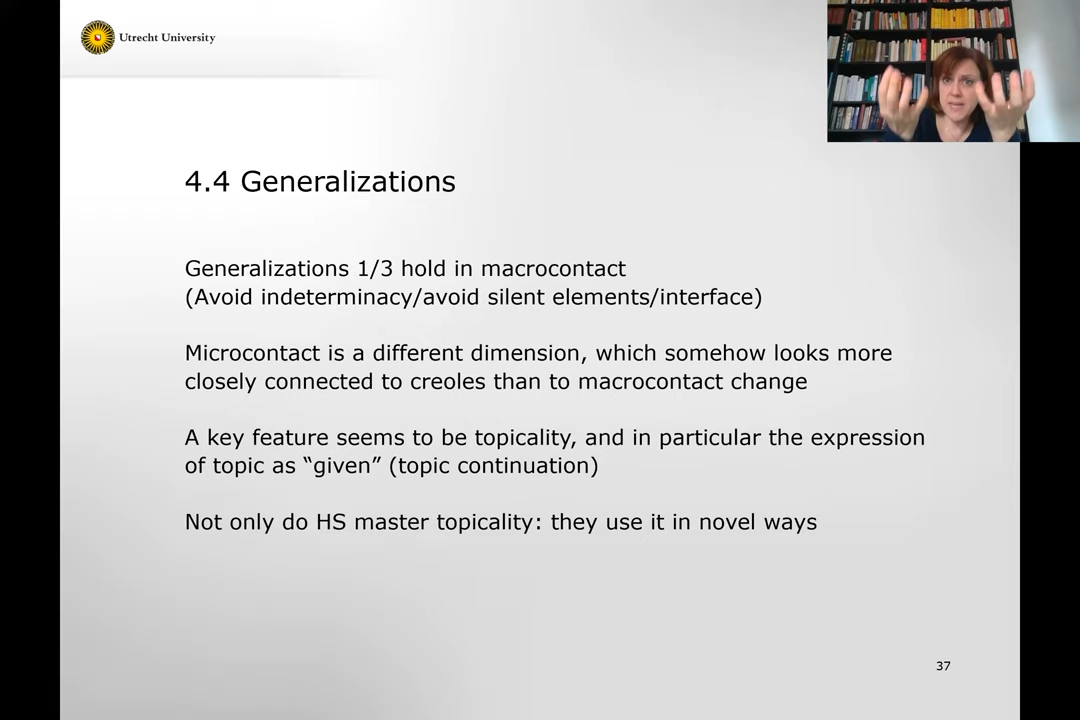 Utrecht University
4.4 Generalizations
Generalizations 1/3 hold in macrocontact
(Avoid indeterminacy/avoid silent elements/interface)
Microcontact is a different dimension, which somehow looks more
closely connected to creoles than to macrocontact change
A key feature seems to be topicality, and in particular the expression
of topic as “given” (topic continuation)
Not only do HS master topicality: they use it in novel ways
37